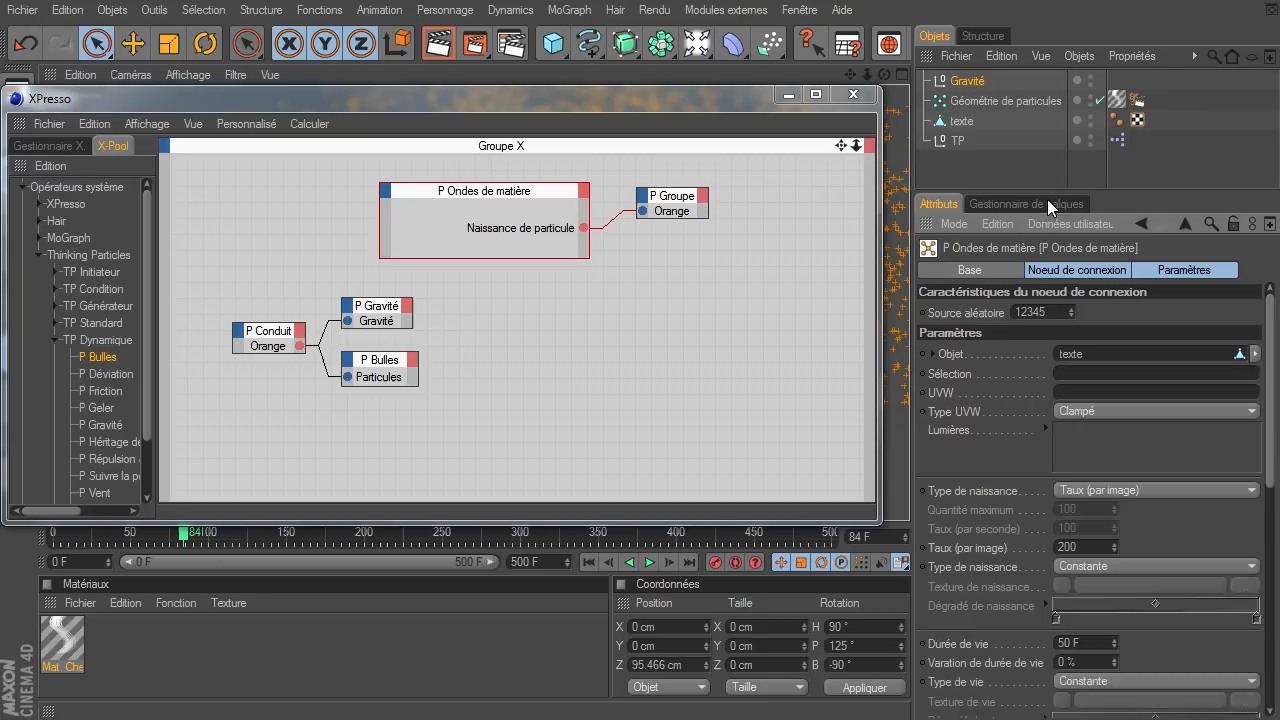 Fichier Edition Objets Outils Sélection Structure Fonctions Animation Personnage Dynamics MoGraph Hair Rendu Modules externes Fenêtre Aide
Edition Caméras Affichage Filtre Vue
XPresso
Fichier Edition Affichage Vue Personnalisé Calculer
Gestionnaire X. X-Pool
Edition
Opérateurs système
XPresso
Hair
MoGraph
Thinking Particles
TP Initiateur
TP Condition
TP Générateur
TP Standard
TP Dynamique
P Bulles
P Déviation
P Friction
P Geler
P Gravité
P Héritage de
P Répulsion
P Suivre la p
P Vent
Groupe X
P Ondes de matière
Naissance de particule
P Groupe
Orange
P Gravité
Gravité
P Conduit
Orange
P Bulles
Particules
Objets Structure
Fichier Edition Vue Objets Propriétés
Gravité
Géométrie de particules
texte
TP
Attributs Gestionnaire de calques
Mode Edition Données utilisateu
P Ondes de matière [P Ondes de matière]
Base Noeud de connexion Paramètres
Caractéristiques du noeud de connexion
Source aléatoire 12345
Paramètres
Objet texte
Sélection
UVW
Type UVW Clampé
Lumières
Type de naissance Taux (par image)
Quantité maximum 100
Taux (par seconde) 100
Taux (par image) 200
Type de naissance Constante
Texture de naissance
Dégradé de naissance
Durée de vie 50 F
Varation de durée de vie 0 %
Type de vie Constante
Texture de vie
0 50 84 100 150 200 250 300 350 400 450 50 84 F
0 F 0 F 500 F 500 F
Matériaux
Fichier Edition Fonction Texture
Mat. Che
Coordonnées
Position Taille Rotation
X 0 cm X 0 cm H 90 °
Y 0 cm Y 0 cm P 125 °
Z 95.466 cm Z 0 cm B -90 °
Objet Taille Appliquer
MAXON
CINEMA 4D